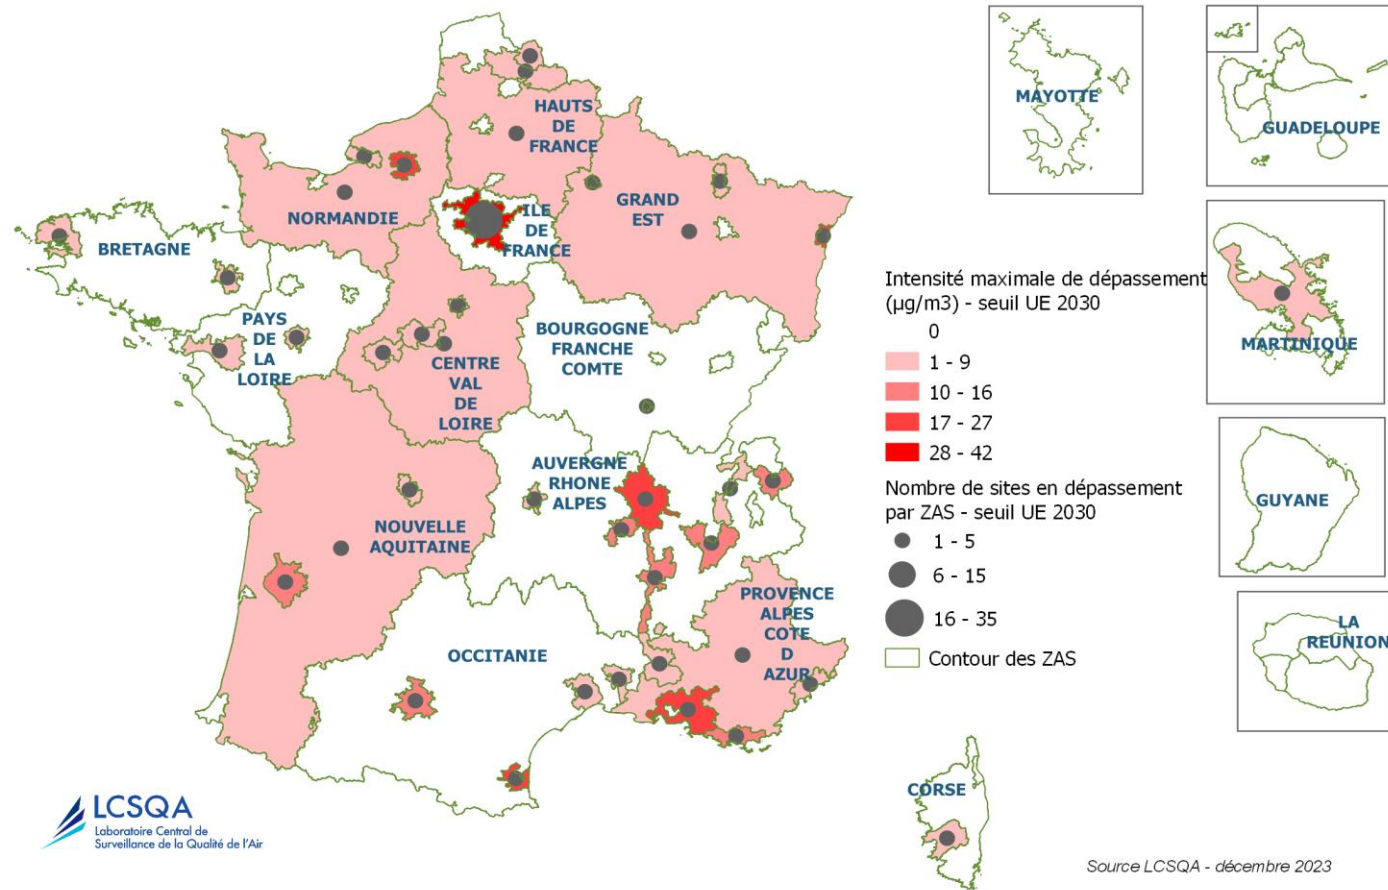 HAUTS
DE
FRANCE
NORMANDIE
ILE
DE
FRANCE
GRAND
EST
BRETAGNE
PAYS
DE
LA
LOIRE
CENTRE
VAL
DE
LOIRE
BOURGOGNE
FRANCHE
COMTE
AUVERGNE
RHONE
ALPES
NOUVELLE
AQUITAINE
OCCITANIE
PROVENCE
ALPES
COTE
D
AZUR
CORSE
MAYOTTE
GUADELOUPE
MARTINIQUE
GUYANE
LA
REUNION
Intensité maximale de dépassement
(µg/m3) - seuil UE 2030
0
1 - 9
10 - 16
17 - 27
28 - 42
Nombre de sites en dépassement
par ZAS - seuil UE 2030
1 - 5
6 - 15
16 - 35
Contour des ZAS
LCSQA
Laboratoire Central de
Surveillance de la Qualité de l'Air
Source LCSQA - décembre 2023